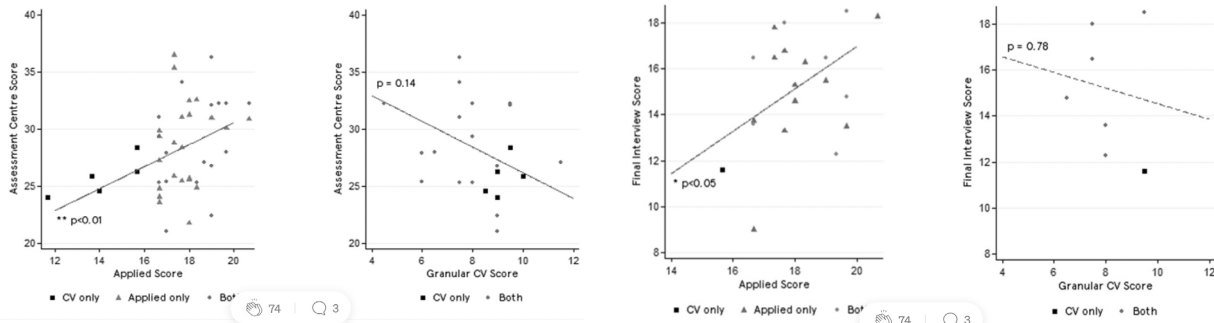 Assessment Centre Score
40
35
30
25
20
** p<0.01
12 14 16 18 20
Applied Score
CV only Applied only Both
Assessment Centre Score
40
35
30
25
20
p = 0.14
4 6 8 10 12
Granular CV Score
CV only Both
74 3
Final Interview Score
18
16
14
12
10
8
* p<0.05
14 16 18 20
Applied Score
CV only Applied only Both
Final Interview Score
18
16
14
12
10
8
p = 0.78
4 6 8 10 12
Granular CV Score
CV only Both
74 3